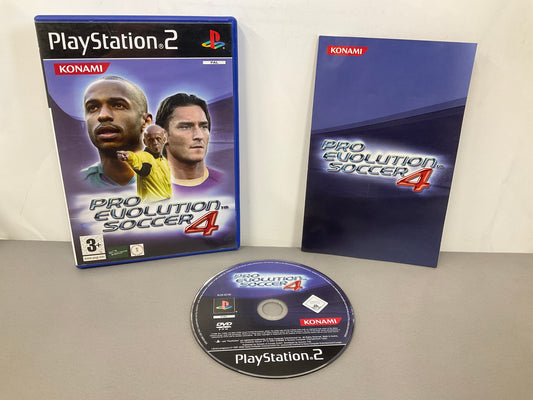 PlayStation®2
KONAMI
PAL
PRO
EVOLUTION
SOCCER 4
3+
KONAMI
PRO
EVOLUTION
SOCCER 4
PRO
EVOLUTION
SOCCER 4
DVD
KONAMI
PlayStation®2